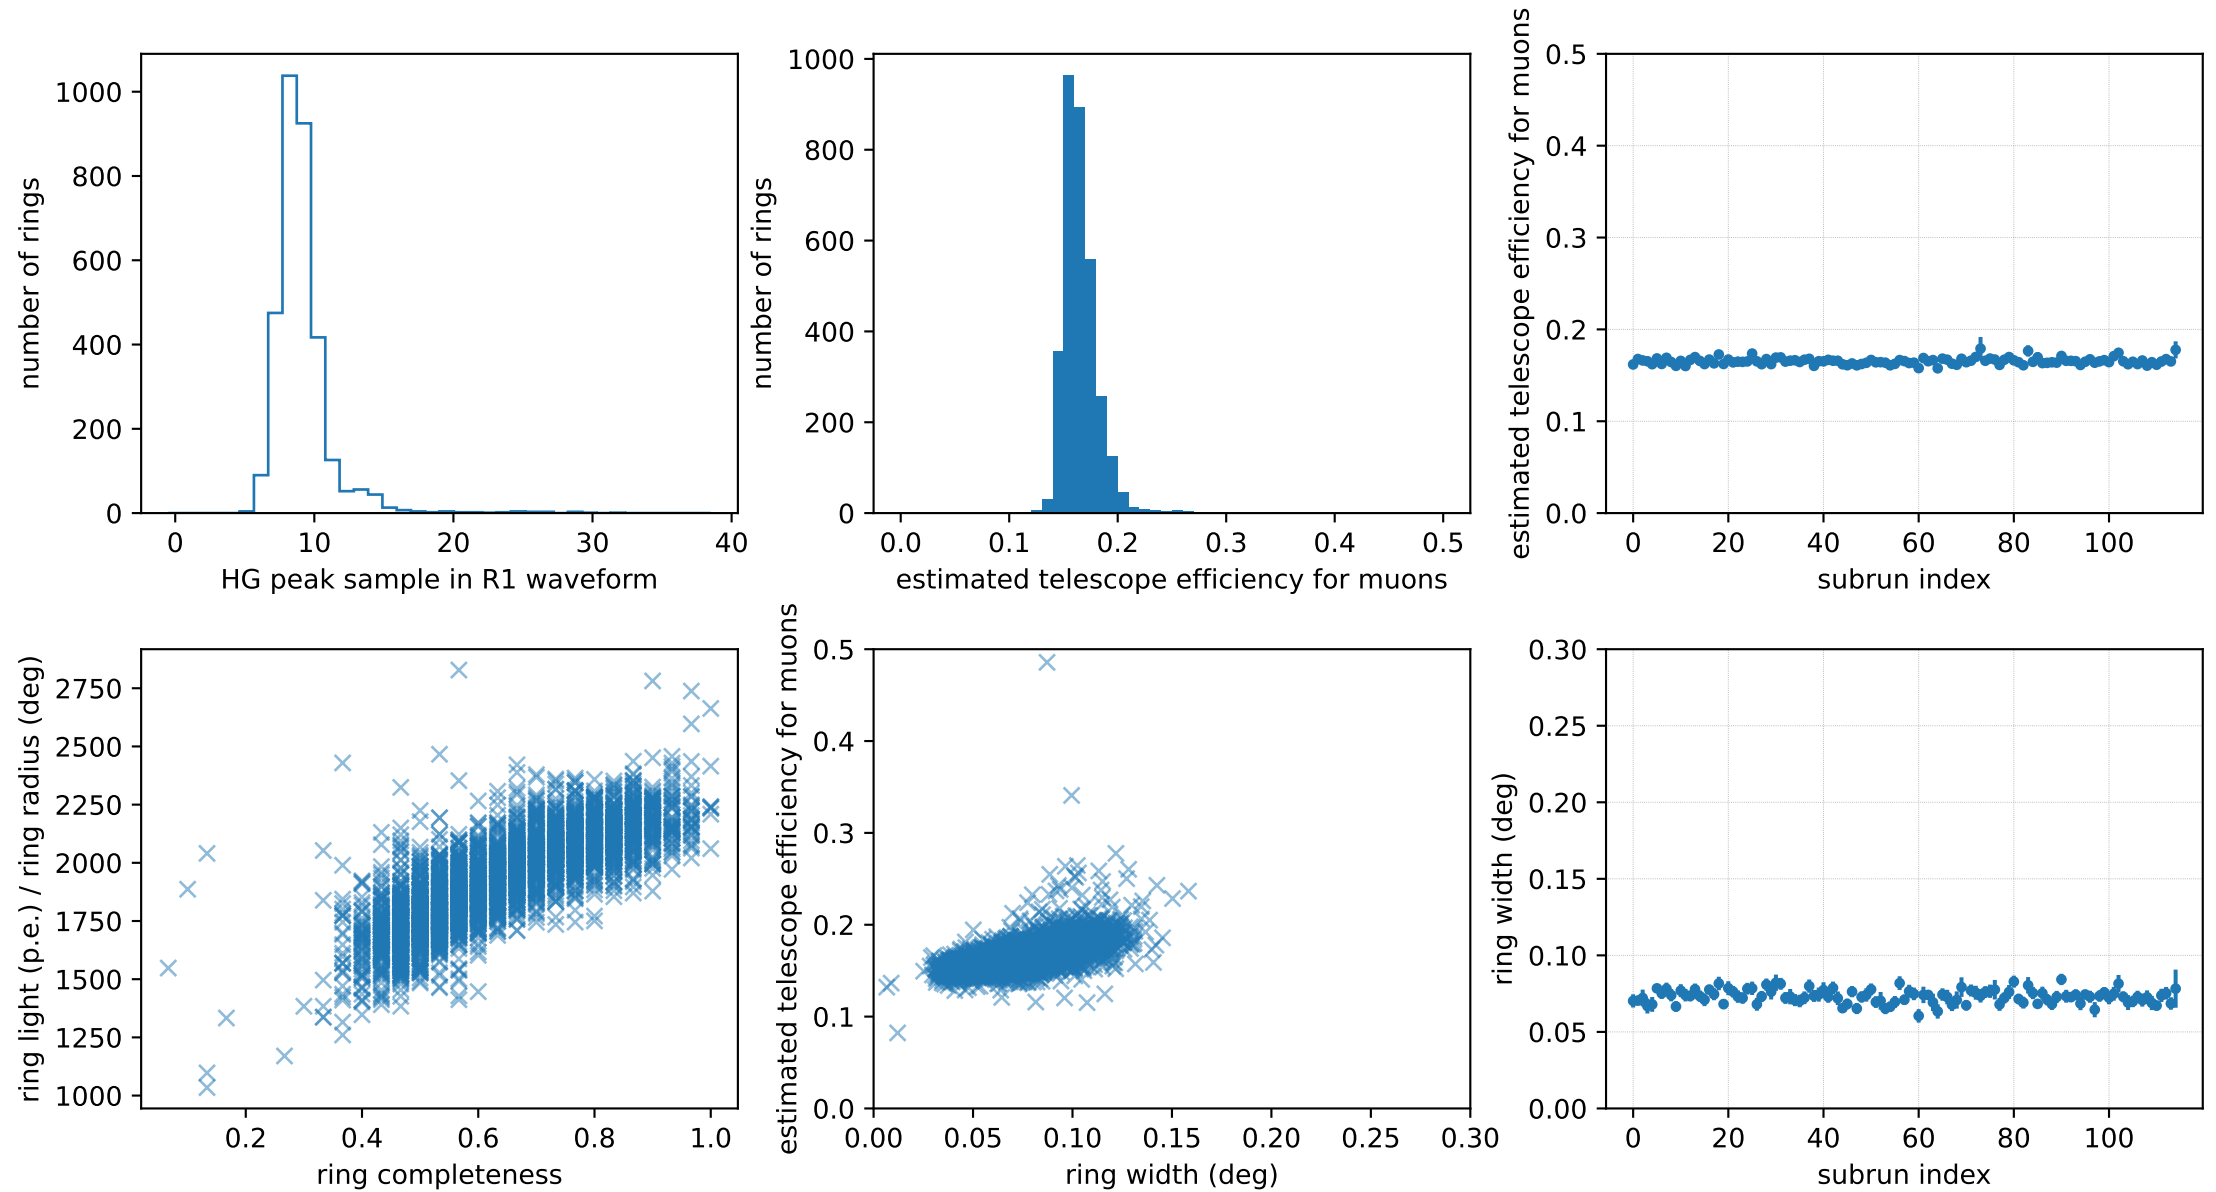 number of rings
1000
800
600
400
200
0
0 10 20 30 40
HG peak sample in R1 waveform
number of rings
1000
800
600
400
200
0
0.0 0.1 0.2 0.3 0.4 0.5
estimated telescope efficiency for muons
estimated telescope efficiency for muons
0.5
0.4
0.3
0.2
0.1
0.0
0 20 40 60 80 100
subrun index
ring light (p.e.) / ring radius (deg)
2750
2500
2250
2000
1750
1500
1250
1000
0.2 0.4 0.6 0.8 1.0
ring completeness
estimated telescope efficiency for muons
0.5
0.4
0.3
0.2
0.1
0.0
0.00 0.05 0.10 0.15 0.20 0.25 0.30
ring width (deg)
ring width (deg)
0.30
0.25
0.20
0.15
0.10
0.05
0.00
0 20 40 60 80 100
subrun index